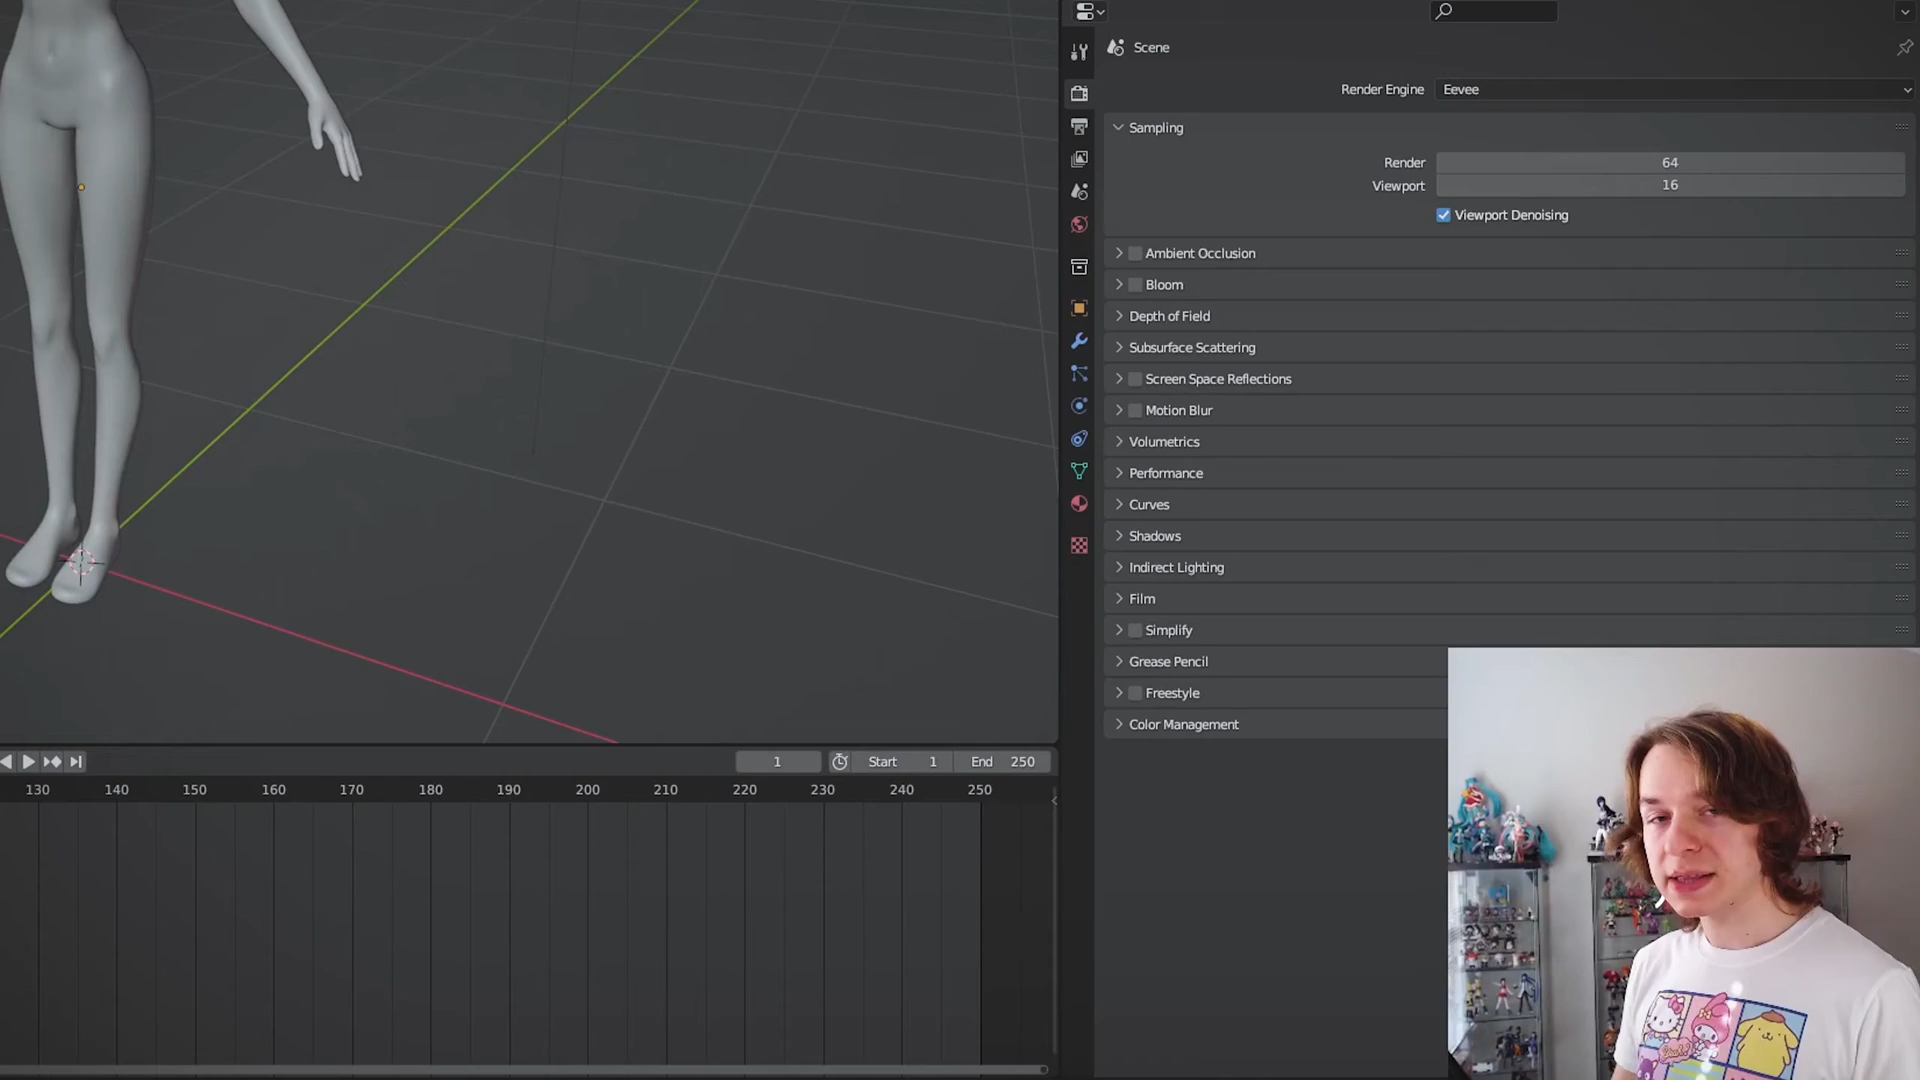 Scene
Render Engine Eevee
Sampling
Render 64
Viewport 16
Viewport Denoising
Ambient Occlusion
Bloom
Depth of Field
Subsurface Scattering
Screen Space Reflections
Motion Blur
Volumetrics
Performance
Curves
Shadows
Indirect Lighting
Film
Simplify
Grease Pencil
Freestyle
Color Management
1 Start 1 End 250
130 140 150 160 170 180 190 200 210 220 230 240 250